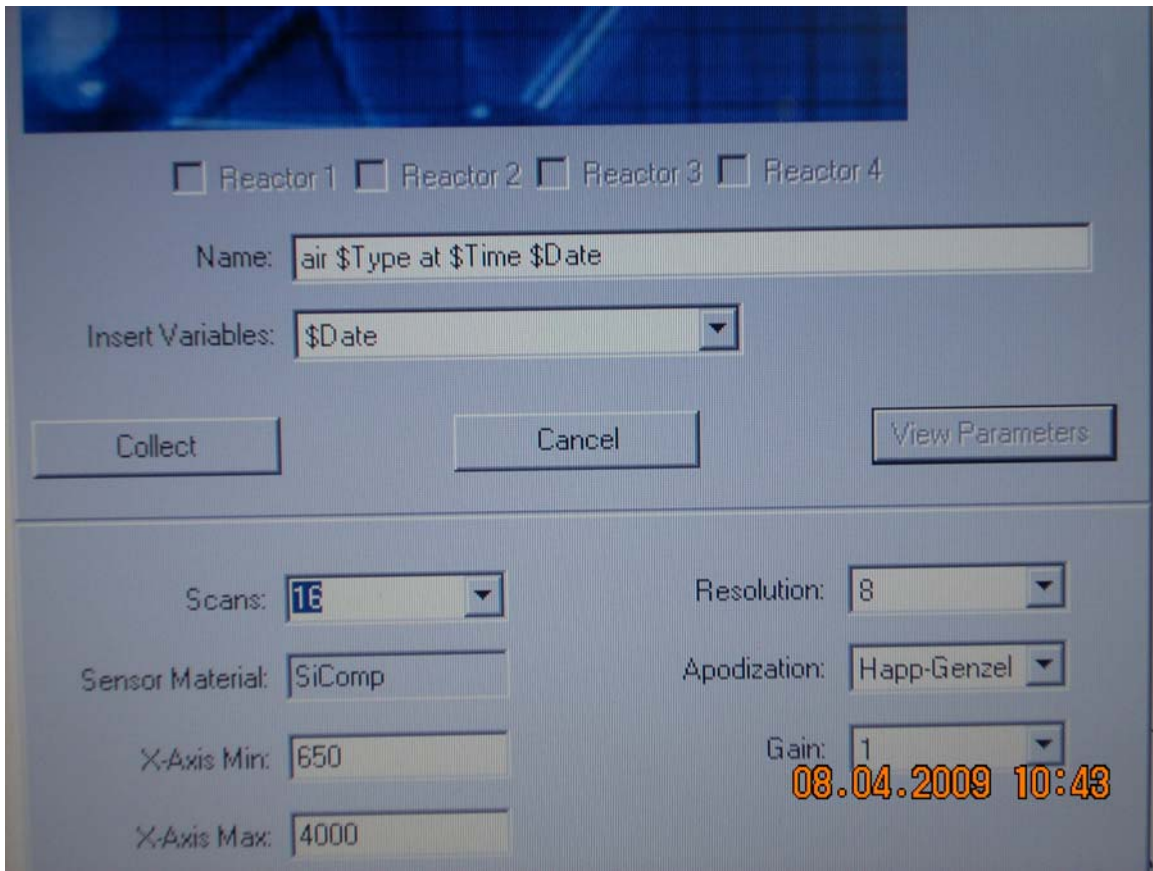 Reactor 1 Reactor 2 Reactor 3 Reactor 4
Name: air $Type at $Time $Date
Insert Variables: $Date
Collect Cancel View Parameters
Scans: 16 Resolution: 8
Sensor Material: SiComp Apodization: Happ-Genzel
X-Axis Min: 650 Gain: 1
08.04.2009 10:43
X-Axis Max: 4000